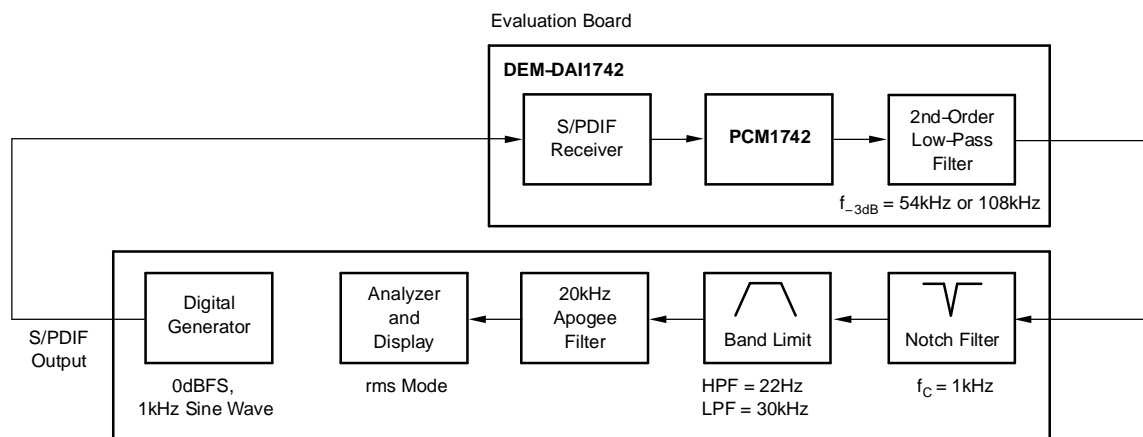 Evaluation Board
DEM–DAI1742
S/PDIF
Receiver
PCM1742
2nd–Order
Low–Pass
Filter
f–3dB = 54kHz or 108kHz
S/PDIF
Output
Digital
Generator
0dBFS,
1kHz Sine Wave
Analyzer
and
Display
rms Mode
20kHz
Apogee
Filter
Band Limit
HPF = 22Hz
LPF = 30kHz
Notch Filter
fC = 1kHz